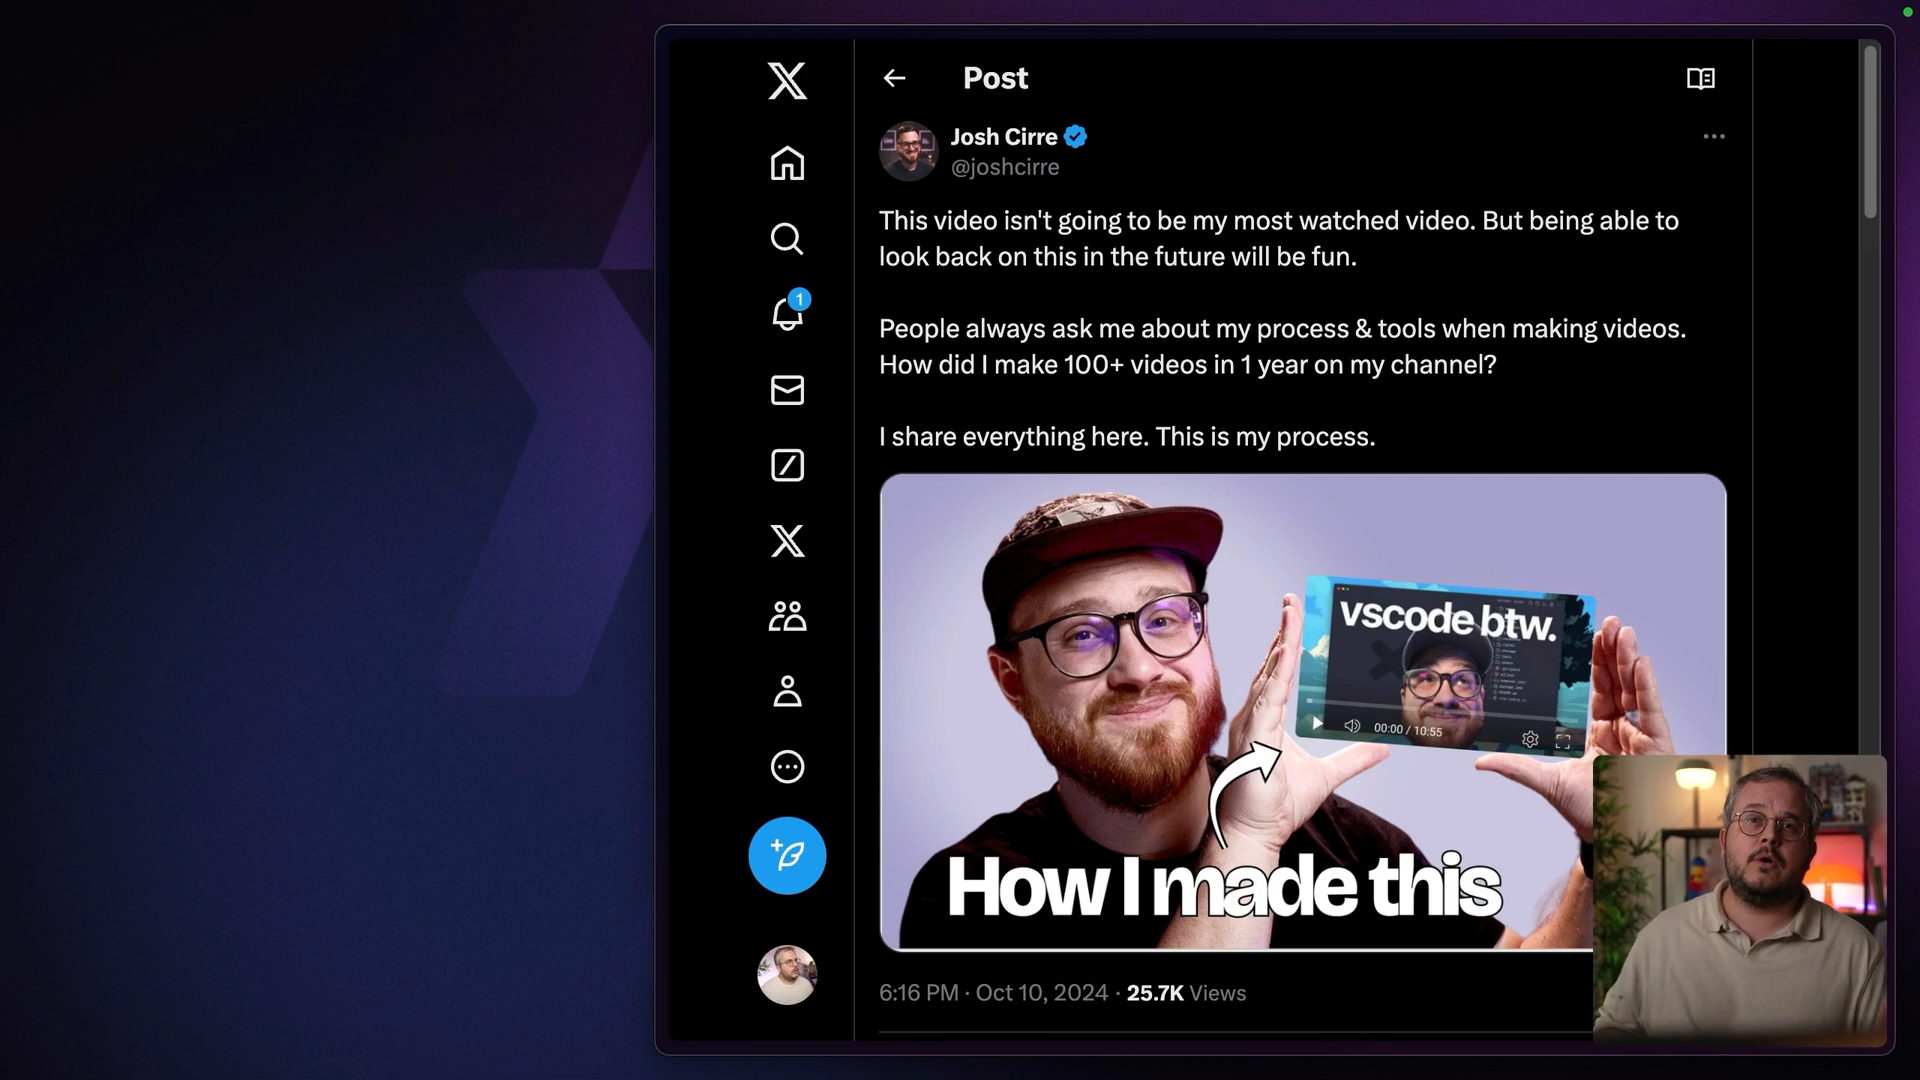 Post
Josh Cirre
@joshcirre
This video isn't going to be my most watched video. But being able to
look back on this in the future will be fun.
People always ask me about my process & tools when making videos.
How did I make 100+ videos in 1 year on my channel?
I share everything here. This is my process.
1
vscode btw.
00:00 / 10:55
How I made this
6:16 PM · Oct 10, 2024 · 25.7K Views